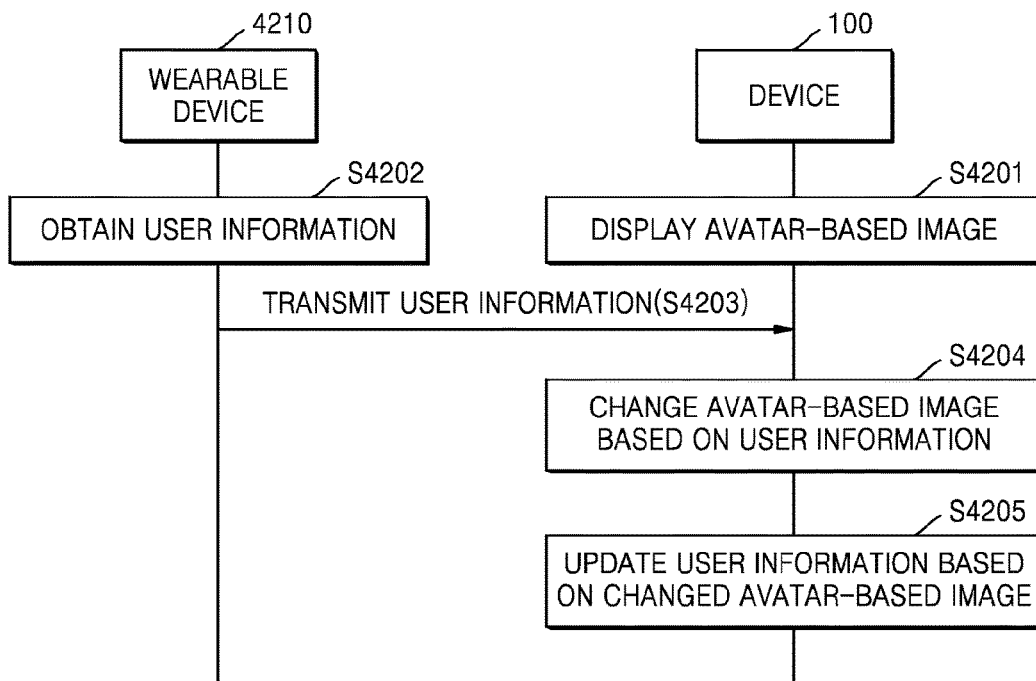 4210
100
WEARABLE
DEVICE
DEVICE
S4202
S4201
OBTAIN USER INFORMATION
DISPLAY AVATAR-BASED IMAGE
TRANSMIT USER INFORMATION(S4203)
S4204
CHANGE AVATAR-BASED IMAGE
BASED ON USER INFORMATION
S4205
UPDATE USER INFORMATION BASED
ON CHANGED AVATAR-BASED IMAGE